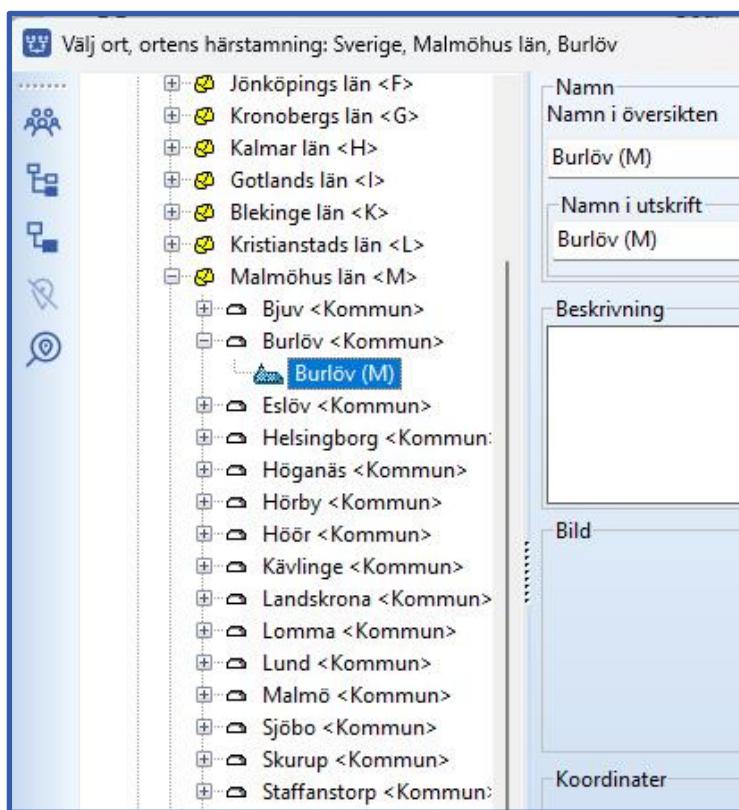 Välj ort, ortens härstamning: Sverige, Malmöhus län, Burlöv
Jönköpings län <F>
Kronobergs län <G>
Kalmar län <H>
Gotlands län <I>
Blekinge län <K>
Kristianstads län <L>
Malmöhus län <M>
Bjuv <Kommun>
Burlöv <Kommun>
Burlöv (M)
Eslöv <Kommun>
Helsingborg <Kommun>
Höganäs <Kommun>
Hörby <Kommun>
Höör <Kommun>
Kävlinge <Kommun>
Landskrona <Kommun>
Lomma <Kommun>
Lund <Kommun>
Malmö <Kommun>
Sjöbo <Kommun>
Skurup <Kommun>
Staffanstorp <Kommun>
Namn
Namn i översikten
Burlöv (M)
Namn i utskrift
Burlöv (M)
Beskrivning
Bild
Koordinater